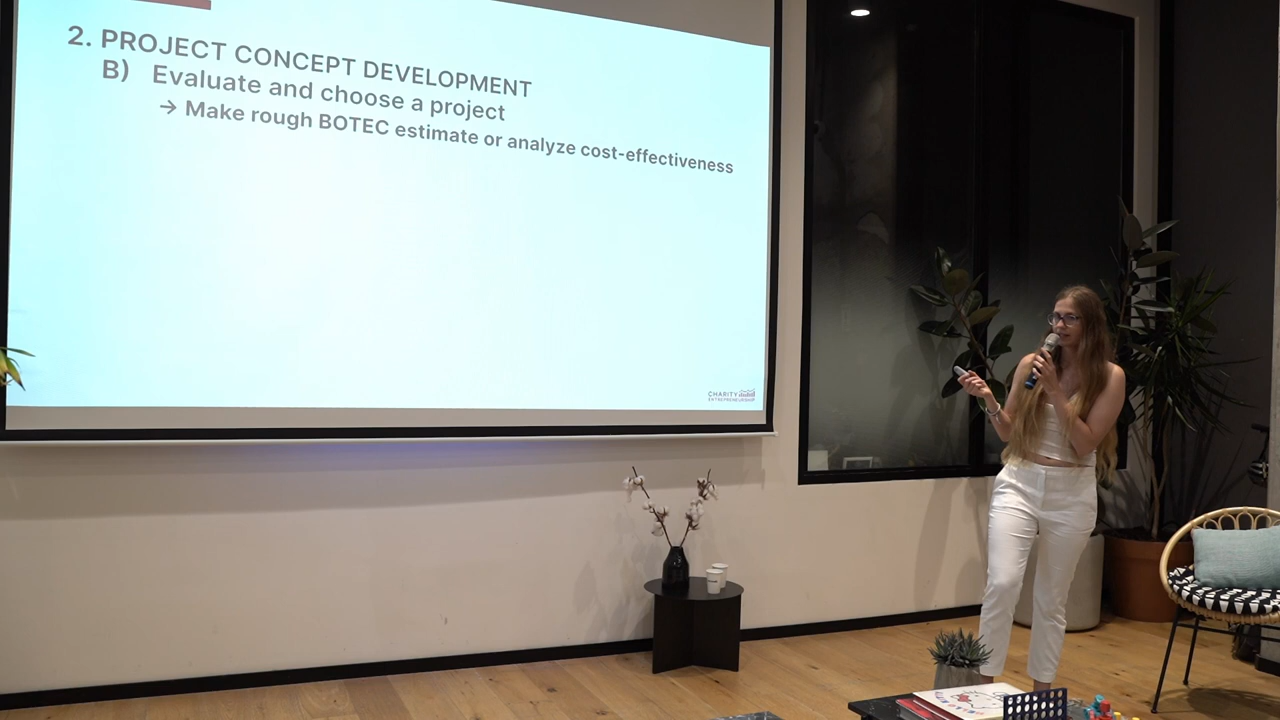 2. PROJECT CONCEPT DEVELOPMENT
B) Evaluate and choose a project
→ Make rough BOTEC estimate or analyze cost-effectiveness
CHARITY
ENTREPRENEURSHIP